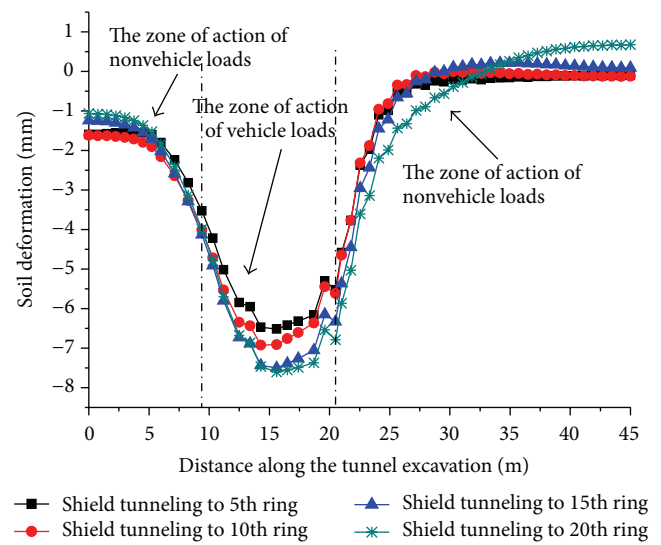 1
0
−1
−2
−3
−4
−5
−6
−7
−8
Soil deformation (mm)
The zone of action of
nonvehicle loads
The zone of action
of vehicle loads
The zone of action of
nonvehicle loads
0 5 10 15 20 25 30 35 40 45
Distance along the tunnel excavation (m)
Shield tunneling to 5th ring
Shield tunneling to 10th ring
Shield tunneling to 15th ring
Shield tunneling to 20th ring